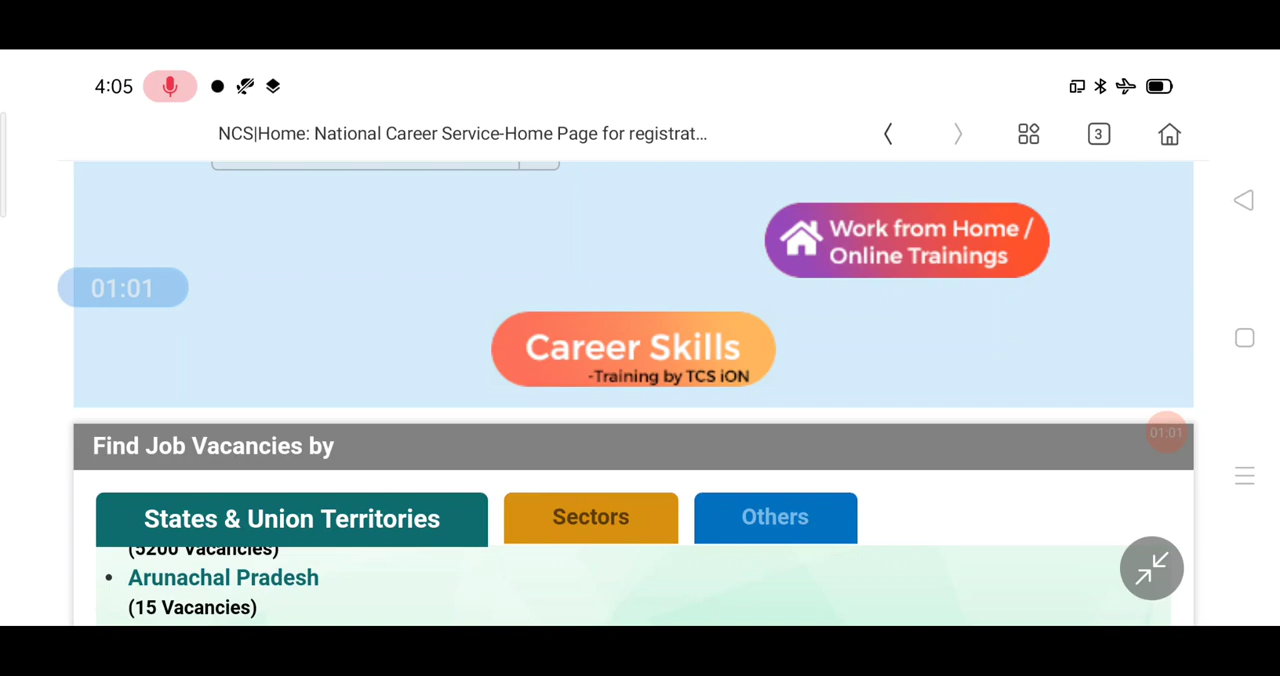 4:05
NCS|Home: National Career Service-Home Page for registrat...
3
Work from Home /
Online Trainings
01:01
Career Skills
-Training by TCS iON
01:01
Find Job Vacancies by
States & Union Territories
Sectors
Others
(5200 Vacancies)
• Arunachal Pradesh
(15 Vacancies)